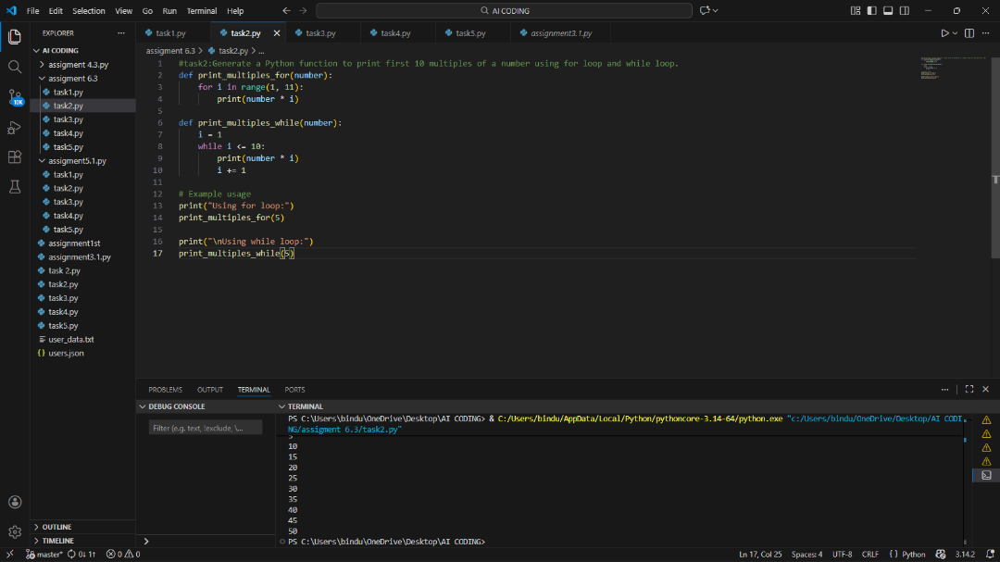 File Edit Selection View Go Run Terminal Help
AI CODING
EXPLORER
AI CODING
assigment 4.3.py
assigment 6.3
task1.py
task2.py
task3.py
task4.py
task5.py
assigment5.1.py
task1.py
task2.py
task3.py
task4.py
task5.py
assignment1st
assignment3.1.py
task 2.py
task2.py
task3.py
task4.py
task5.py
user_data.txt
users.json
OUTLINE
TIMELINE
10K
task1.py task2.py task3.py task4.py task5.py assignment3.1.py
assigment 6.3 > task2.py > ...
1 #task2:Generate a Python function to print first 10 multiples of a number using for loop and while loop.
2 def print_multiples_for(number):
3 for i in range(1, 11):
4 print(number * i)
5
6 def print_multiples_while(number):
7 i = 1
8 while i <= 10:
9 print(number * i)
10 i += 1
11
12 # Example usage
13 print("Using for loop:")
14 print_multiples_for(5)
15
16 print("\nUsing while loop:")
17 print_multiples_while(5)
PROBLEMS OUTPUT TERMINAL PORTS
DEBUG CONSOLE
Filter (e.g. text, !exclude, \...
TERMINAL
PS C:\Users\bindu\OneDrive\Desktop\AI CODING> & C:/Users/bindu/AppData/Local/Python/pythoncore-3.14-64/python.exe "c:/Users/bindu/OneDrive/Desktop/AI CODI
NG/assigment 6.3/task2.py"
5
10
15
20
25
30
35
40
45
50
PS C:\Users\bindu\OneDrive\Desktop\AI CODING>
master* 0↓ 1↑ 0 0 Ln 17, Col 25 Spaces: 4 UTF-8 CRLF {} Python 3.14.2